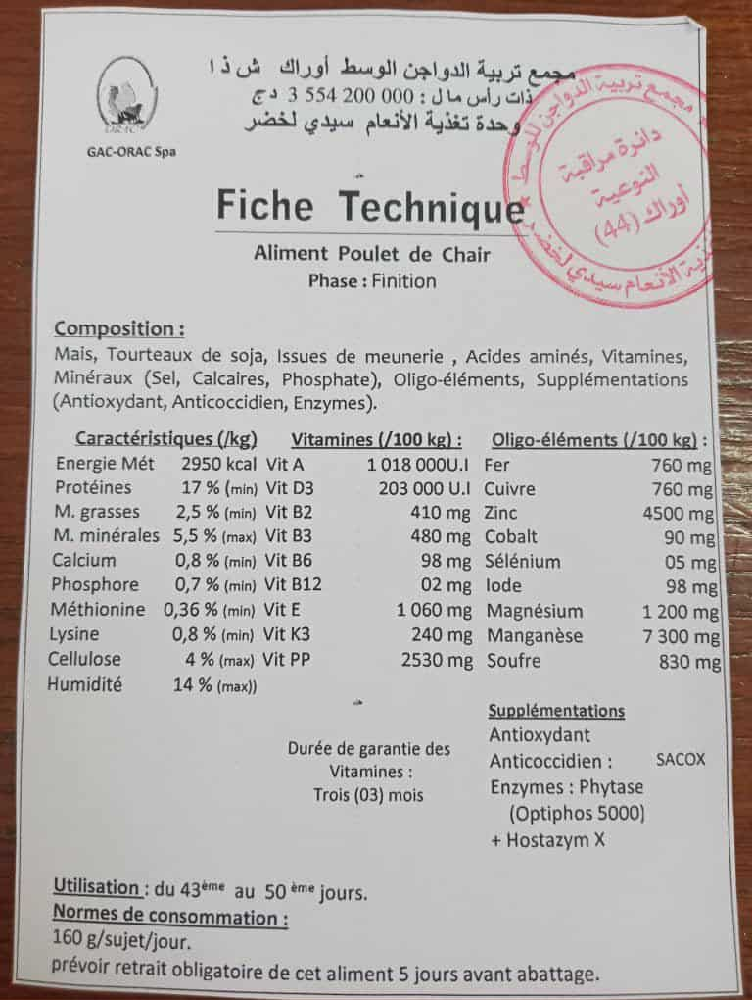 مجمع تربية الدواجن الوسط أوراك ش ذ ا
ذات رأس مال : 000 200 554 3 دج
وحدة تغذية الأنعام سيدي لخضر
ORAC
GAC-ORAC Spa
مجمع تربية الدواجن للوسط
دائرة مراقبة
النوعية
أوراك (44)
تغذية الأنعام سيدي لخضر
Fiche Technique
Aliment Poulet de Chair
Phase : Finition
Composition :
Mais, Tourteaux de soja, Issues de meunerie , Acides aminés, Vitamines,
Minéraux (Sel, Calcaires, Phosphate), Oligo-éléments, Supplémentations
(Antioxydant, Anticoccidien, Enzymes).
Caractéristiques (/kg) Vitamines (/100 kg) : Oligo-éléments (/100 kg) :
Energie Mét 2950 kcal Vit A 1 018 000U.I Fer 760 mg
Protéines 17 % (min) Vit D3 203 000 U.I Cuivre 760 mg
M. grasses 2,5 % (min) Vit B2 410 mg Zinc 4500 mg
M. minérales 5,5 % (max) Vit B3 480 mg Cobalt 90 mg
Calcium 0,8 % (min) Vit B6 98 mg Sélénium 05 mg
Phosphore 0,7 % (min) Vit B12 02 mg Iode 98 mg
Méthionine 0,36 % (min) Vit E 1 060 mg Magnésium 1 200 mg
Lysine 0,8 % (min) Vit K3 240 mg Manganèse 7 300 mg
Cellulose 4 % (max) Vit PP 2530 mg Soufre 830 mg
Humidité 14 % (max))
Supplémentations
Antioxydant
Anticoccidien : SACOX
Enzymes : Phytase
(Optiphos 5000)
+ Hostazym X
Durée de garantie des
Vitamines :
Trois (03) mois
Utilisation : du 43ème au 50 ème jours.
Normes de consommation :
160 g/sujet/jour.
prévoir retrait obligatoire de cet aliment 5 jours avant abattage.